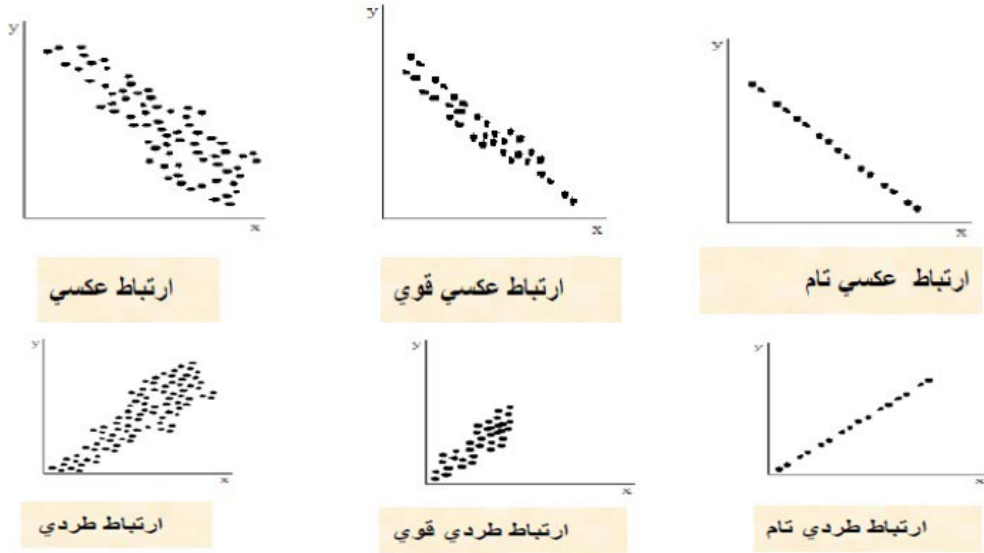 y
x
y
x
y
x
ارتباط عكسي تام
ارتباط عكسي قوي
ارتباط عكسي
y
x
y
x
y
x
ارتباط طردي تام
ارتباط طردي قوي
ارتباط طردي